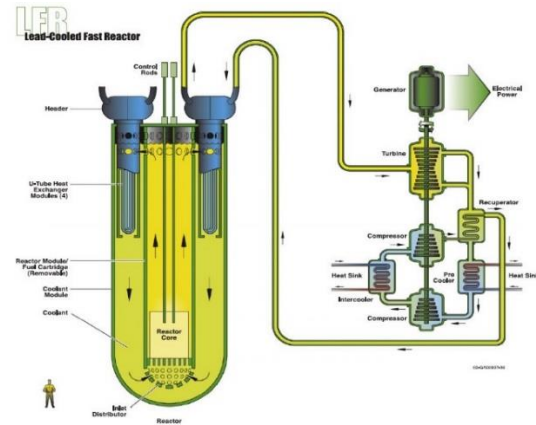 LFR
Lead-Cooled Fast Reactor
Control
Rods
Header
U-Tube Heat
Exchanger
Modules (4)
Reactor Module/
Fuel Cartridge
(Removable)
Coolant
Module
Coolant
Reactor
Core
Inlet
Distributor
Reactor
Generator
Electrical
Power
Turbine
Recuperator
Compressor
Heat Sink
Intercooler
Pre
Cooler
Heat Sink
Compressor